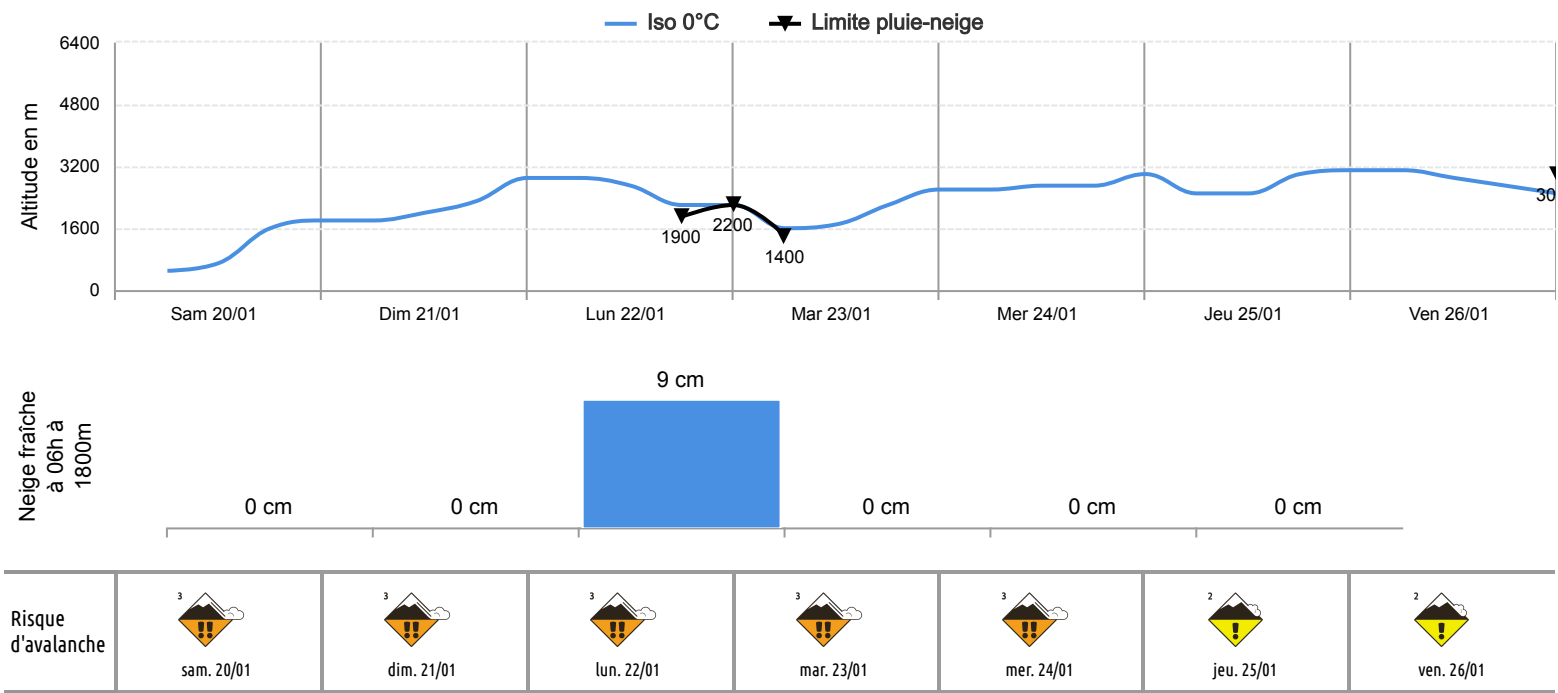 Iso 0°C Limite pluie-neige
Altitude en m
6400
4800
3200
1600
0
1900
2200
1400
30
Sam 20/01 Dim 21/01 Lun 22/01 Mar 23/01 Mer 24/01 Jeu 25/01 Ven 26/01
Neige fraîche
à 06h à
1800m
0 cm 0 cm 9 cm 0 cm 0 cm 0 cm
Risque
d'avalanche
3 3 3 3 3 2 2
sam. 20/01 dim. 21/01 lun. 22/01 mar. 23/01 mer. 24/01 jeu. 25/01 ven. 26/01